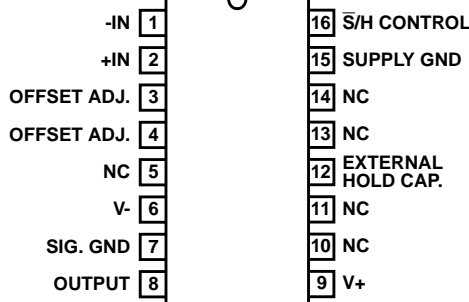 -IN 1
+IN 2
OFFSET ADJ. 3
OFFSET ADJ. 4
NC 5
V- 6
SIG. GND 7
OUTPUT 8
16 S̅/H CONTROL
15 SUPPLY GND
14 NC
13 NC
12 EXTERNAL
HOLD CAP.
11 NC
10 NC
9 V+